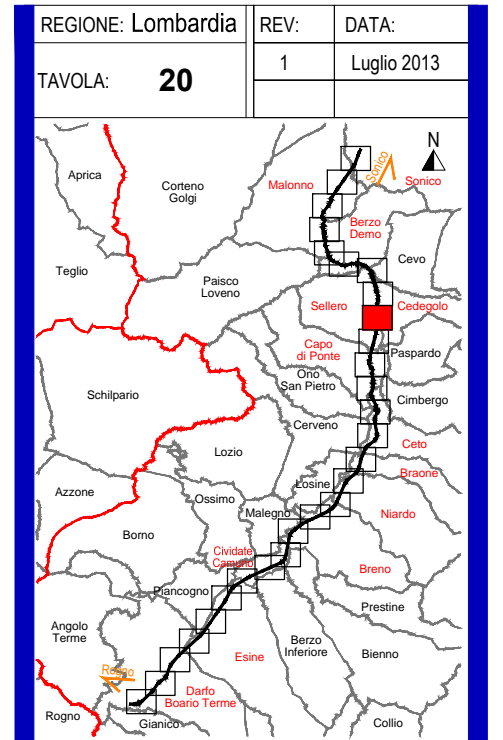 REGIONE: Lombardia
REV:
DATA:
TAVOLA: 20
1
Luglio 2013
N
Sonico
Aprica
Corteno
Golgi
Malonno
Sonico
Berzo
Demo
Cevo
Teglio
Paisco
Loveno
Sellero
Cedegolo
Capo
di Ponte
Paspardo
Ono
San Pietro
Schilpario
Cimbergo
Cerveno
Ceto
Lozio
Braone
Losine
Azzone
Ossimo
Malegno
Niardo
Borno
Cividate
Camuno
Breno
Piancogno
Prestine
Angolo
Terme
Berzo
Inferiore
Bienno
Esine
Rogno
Darfo
Boario Terme
Rogno
Gianico
Collio